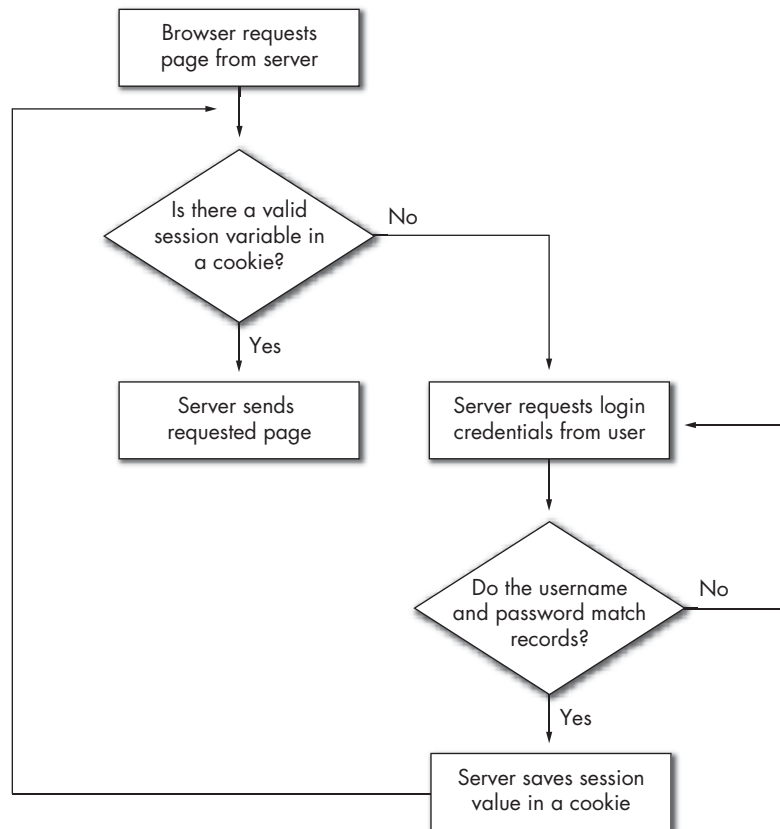 Browser requests
page from server
Is there a valid
session variable in
a cookie?
No
Yes
Server sends
requested page
Server requests login
credentials from user
Do the username
and password match
records?
No
Yes
Server saves session
value in a cookie